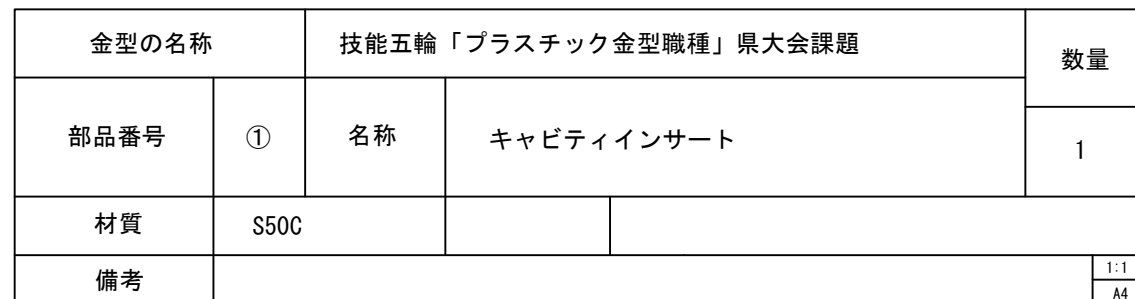 金型の名称 技能五輪「プラスチック金型職種」県大会課題 数量
部品番号 ① 名称 キャビティインサート 1
材質 S50C
備考 1:1
A4